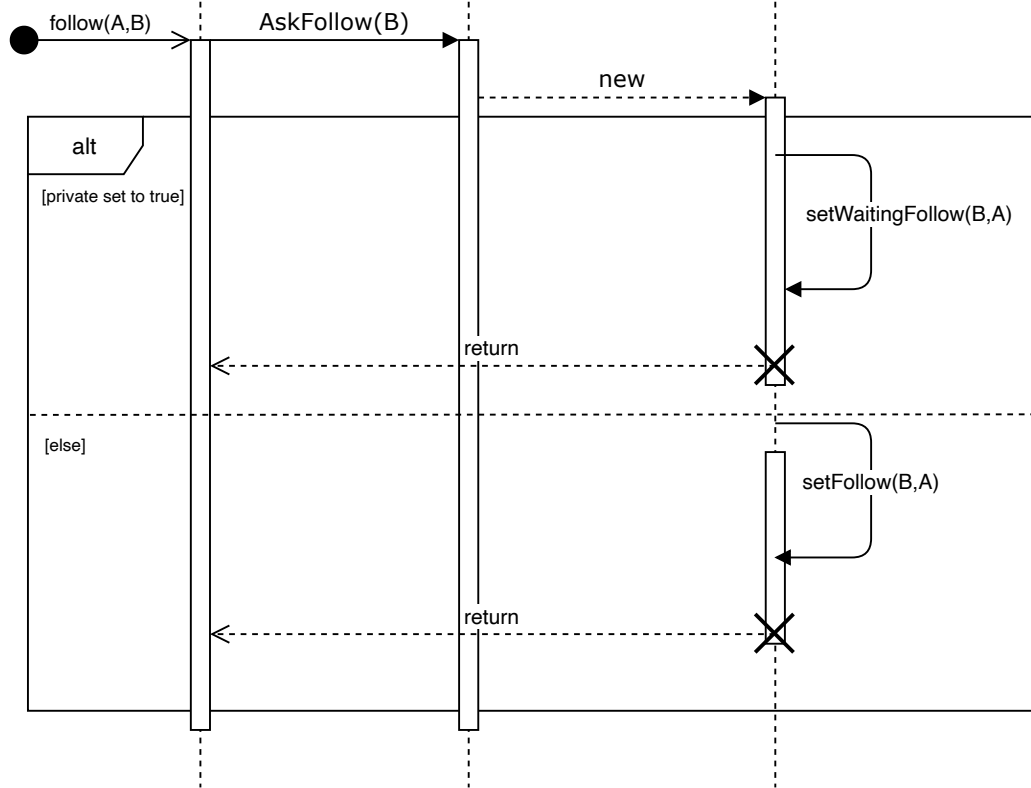 follow(A,B)
AskFollow(B)
new
alt
[private set to true]
setWaitingFollow(B,A)
return
[else]
setFollow(B,A)
return